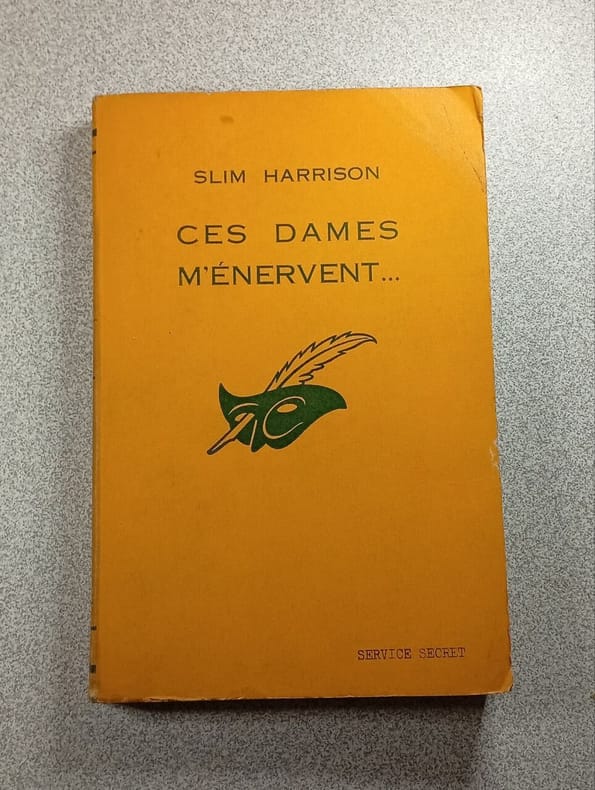 SLIM HARRISON
CES DAMES
M'ÉNERVENT...
SERVICE SECRET